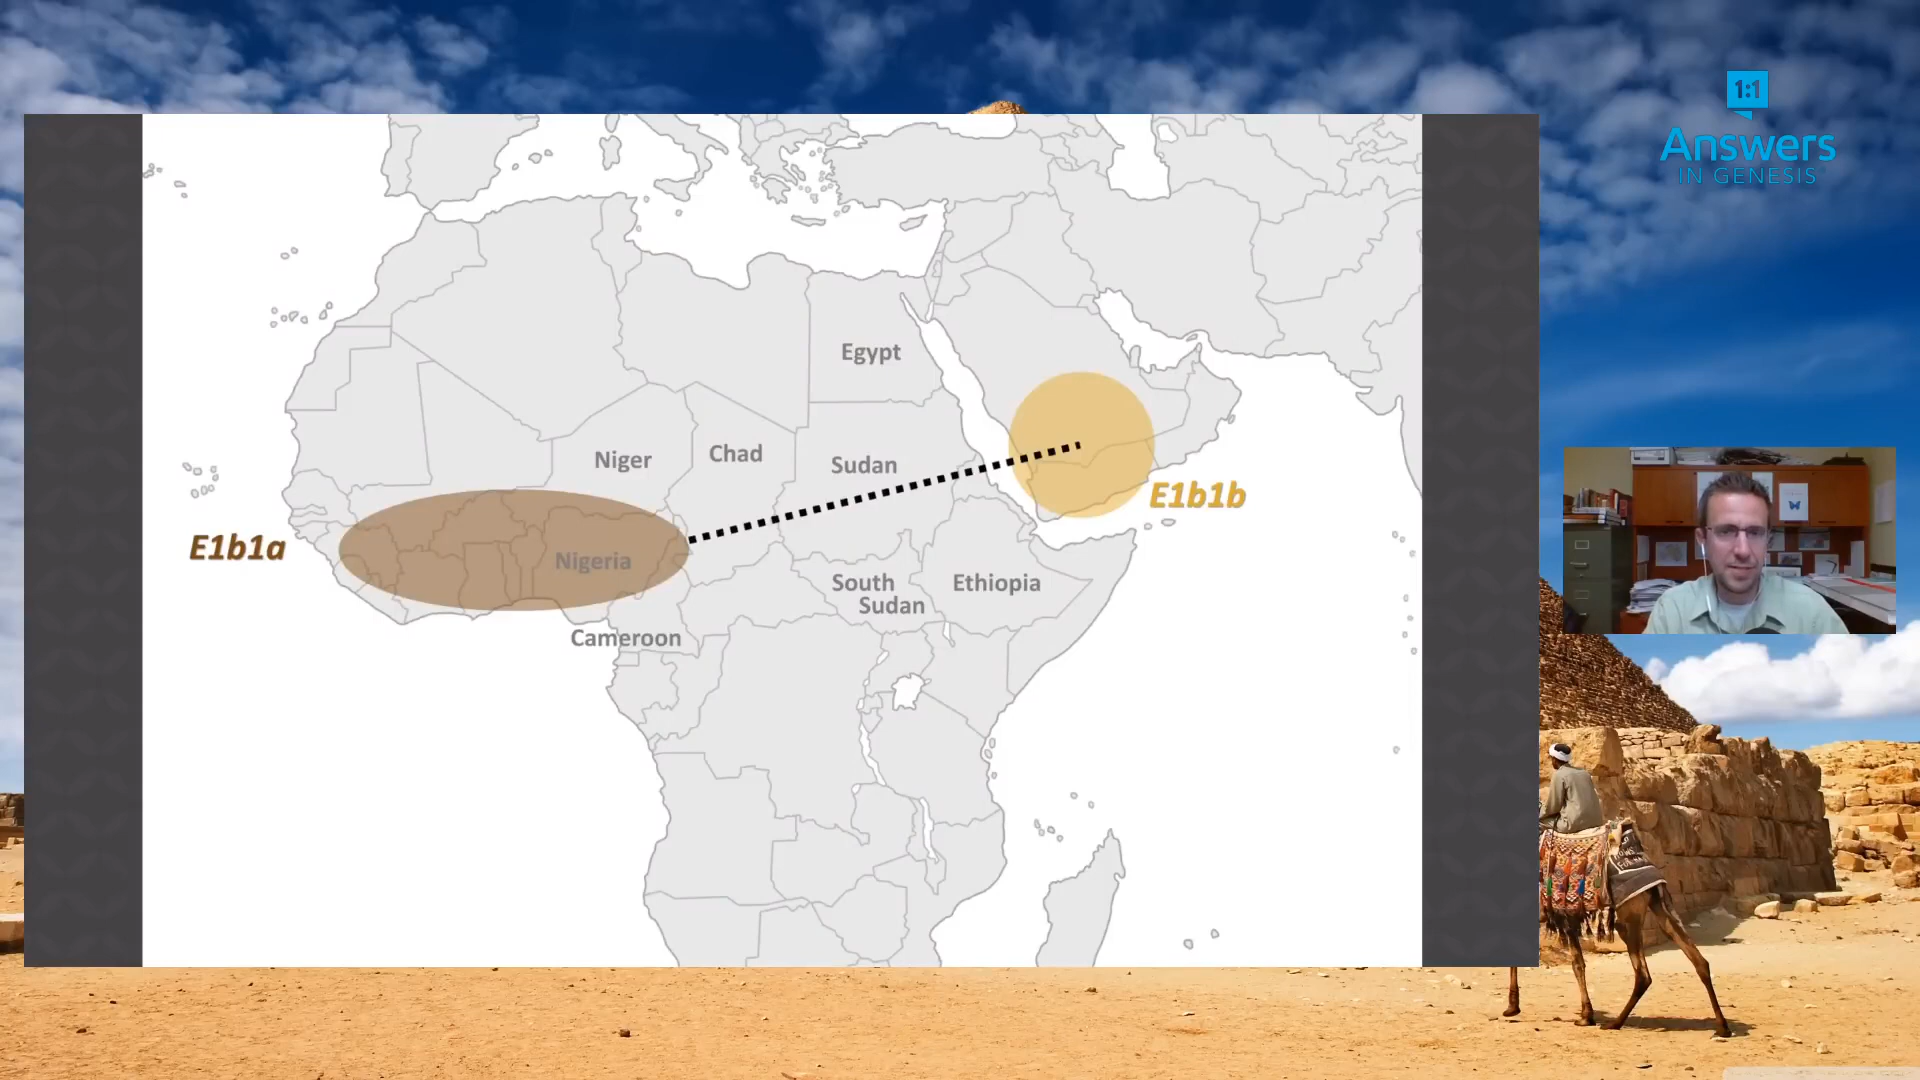 1:1
Answers
IN GENESIS
Egypt
Niger
Chad
Sudan
E1b1b
E1b1a
Nigeria
South
Sudan
Ethiopia
Cameroon